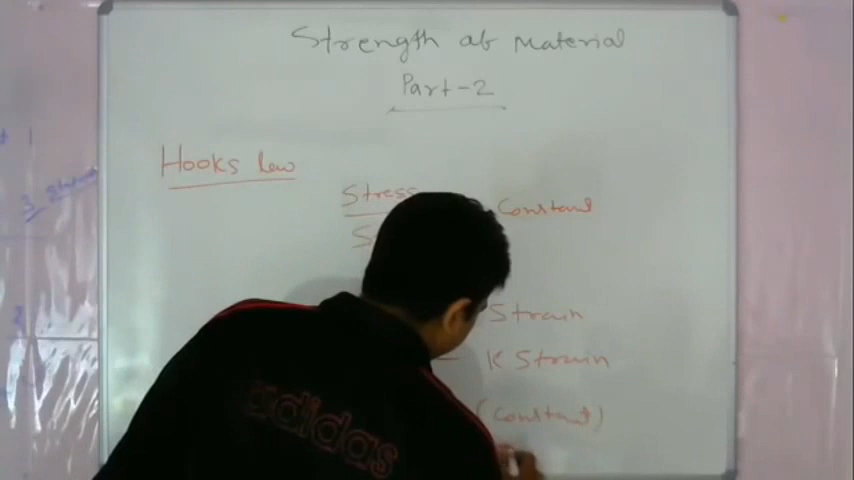 Strength of Material
Part-2
Hooks law
Stress
Constant
Strain
K Strain
(Constant)
adidas